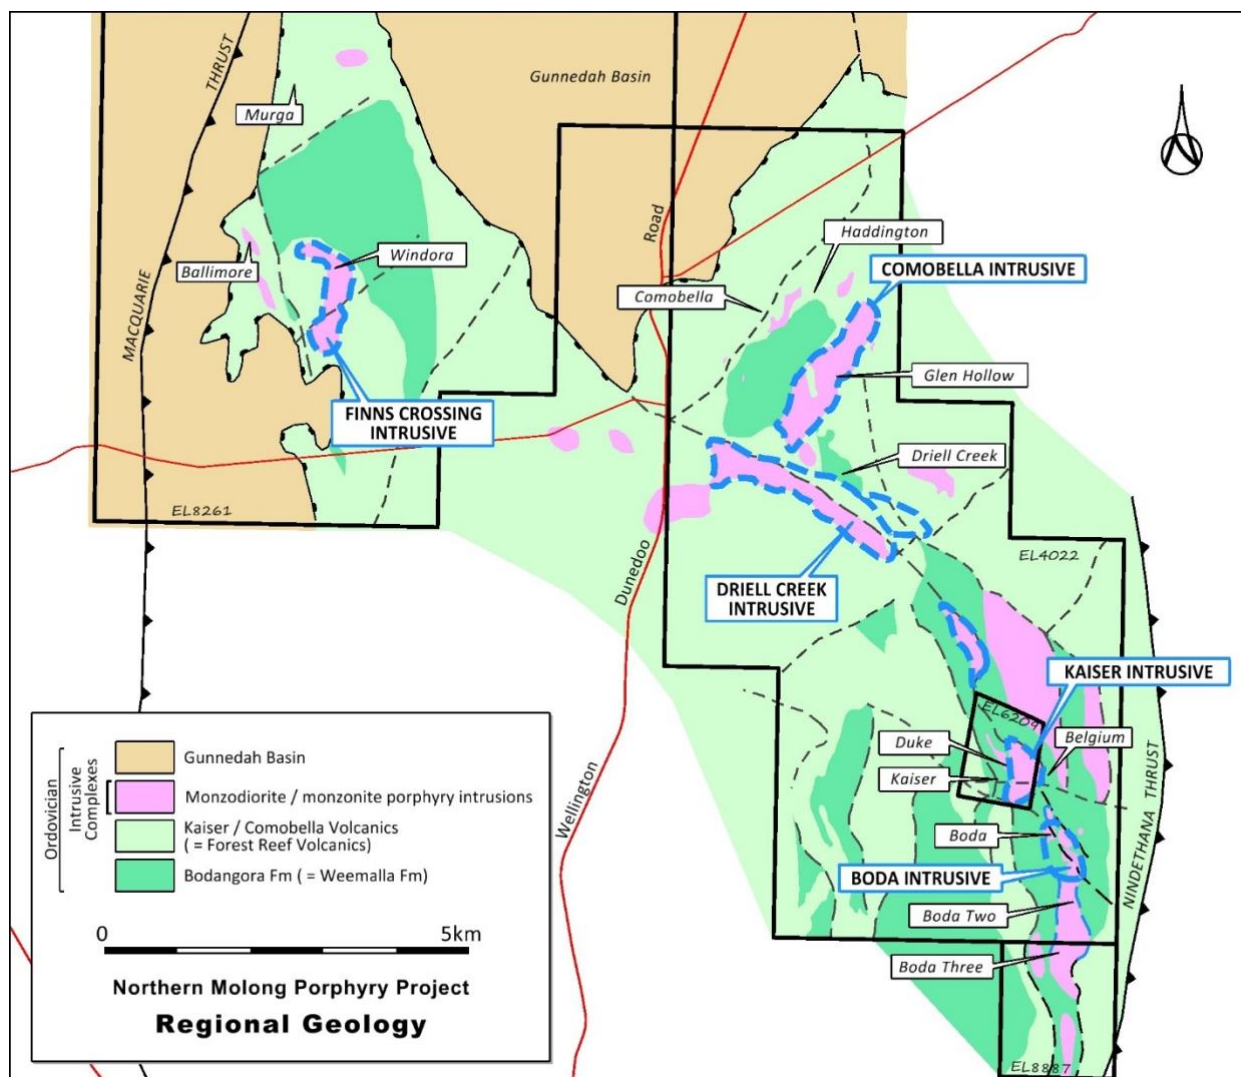 Gunnedah Basin
THRUST
Murga
Road
Haddington
Windora
Ballimore
COMOBELLA INTRUSIVE
Comobella
MACQUARIE
Glen Hollow
FINNS CROSSING
INTRUSIVE
Driell Creek
EL8261
EL4022
Dunedoo
DRIELL CREEK
INTRUSIVE
KAISER INTRUSIVE
EL6209
Duke
Belgium
Kaiser
NINDETHANA THRUST
Wellington
Boda
BODA INTRUSIVE
Boda Two
Boda Three
EL8887
Ordovician
Intrusive
Complexes
Gunnedah Basin
Monzodiorite / monzonite porphyry intrusions
Kaiser / Comobella Volcanics
( = Forest Reef Volcanics)
Bodangora Fm ( = Weemalla Fm)
0 5km
Northern Molong Porphyry Project
Regional Geology
N